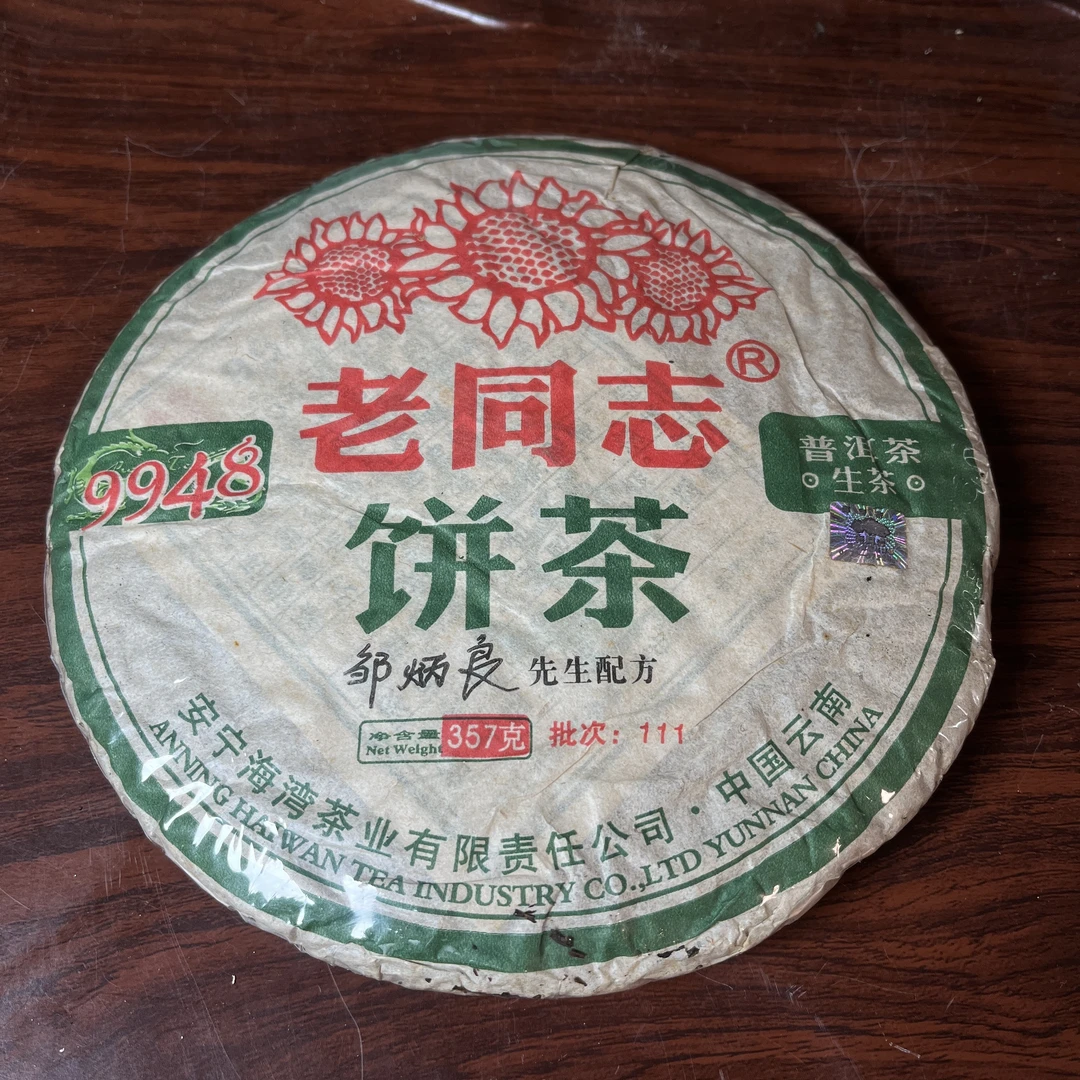 老同志®
9948
普洱茶
生茶
饼茶
邹炳良 先生配方
净含量
Net Weight
357克
批次：111
安宁海湾茶业有限责任公司·中国云南
ANNING HAIWAN TEA INDUSTRY CO.,LTD YUNNAN CHINA